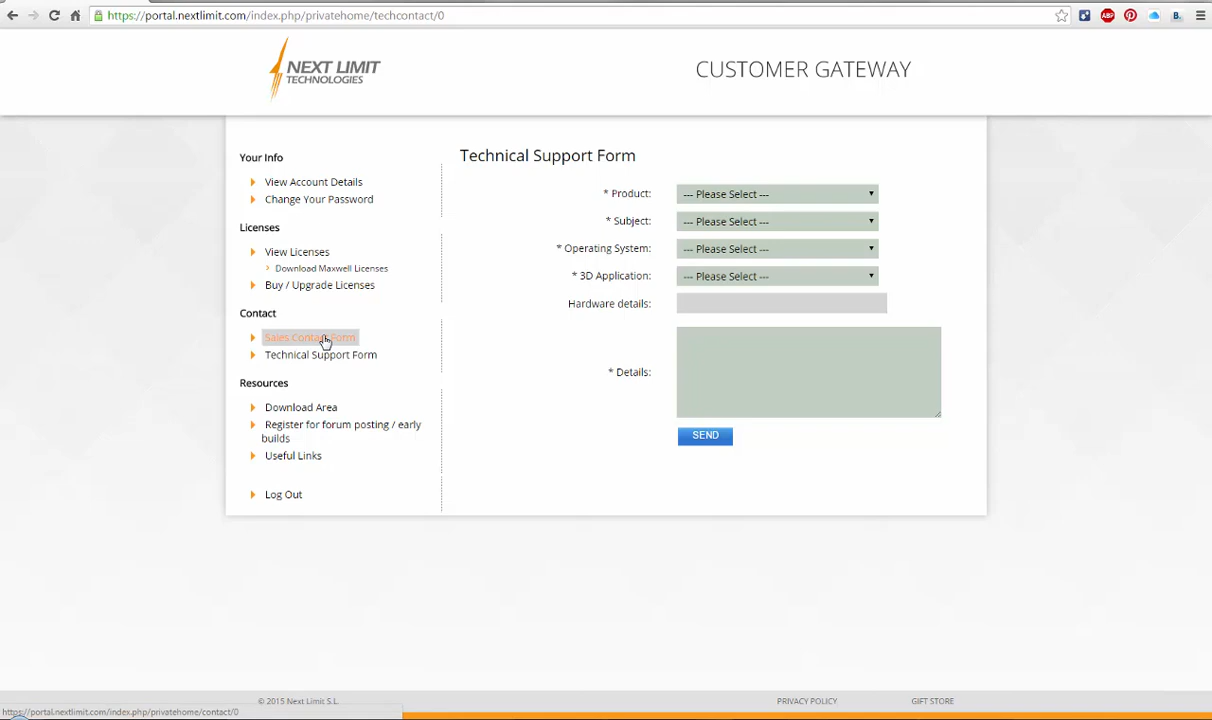 https://portal.nextlimit.com/index.php/privatehome/techcontact/0
ABP
B.
NEXT LIMIT
TECHNOLOGIES
CUSTOMER GATEWAY
Your Info
View Account Details
Change Your Password
Licenses
View Licenses
Download Maxwell Licenses
Buy / Upgrade Licenses
Contact
Sales Contact Form
Technical Support Form
Resources
Download Area
Register for forum posting / early
builds
Useful Links
Log Out
Technical Support Form
* Product: --- Please Select ---
* Subject: --- Please Select ---
* Operating System: --- Please Select ---
* 3D Application: --- Please Select ---
Hardware details:
* Details:
SEND
© 2015 Next Limit S.L.
PRIVACY POLICY
GIFT STORE
https://portal.nextlimit.com/index.php/privatehome/contact/0